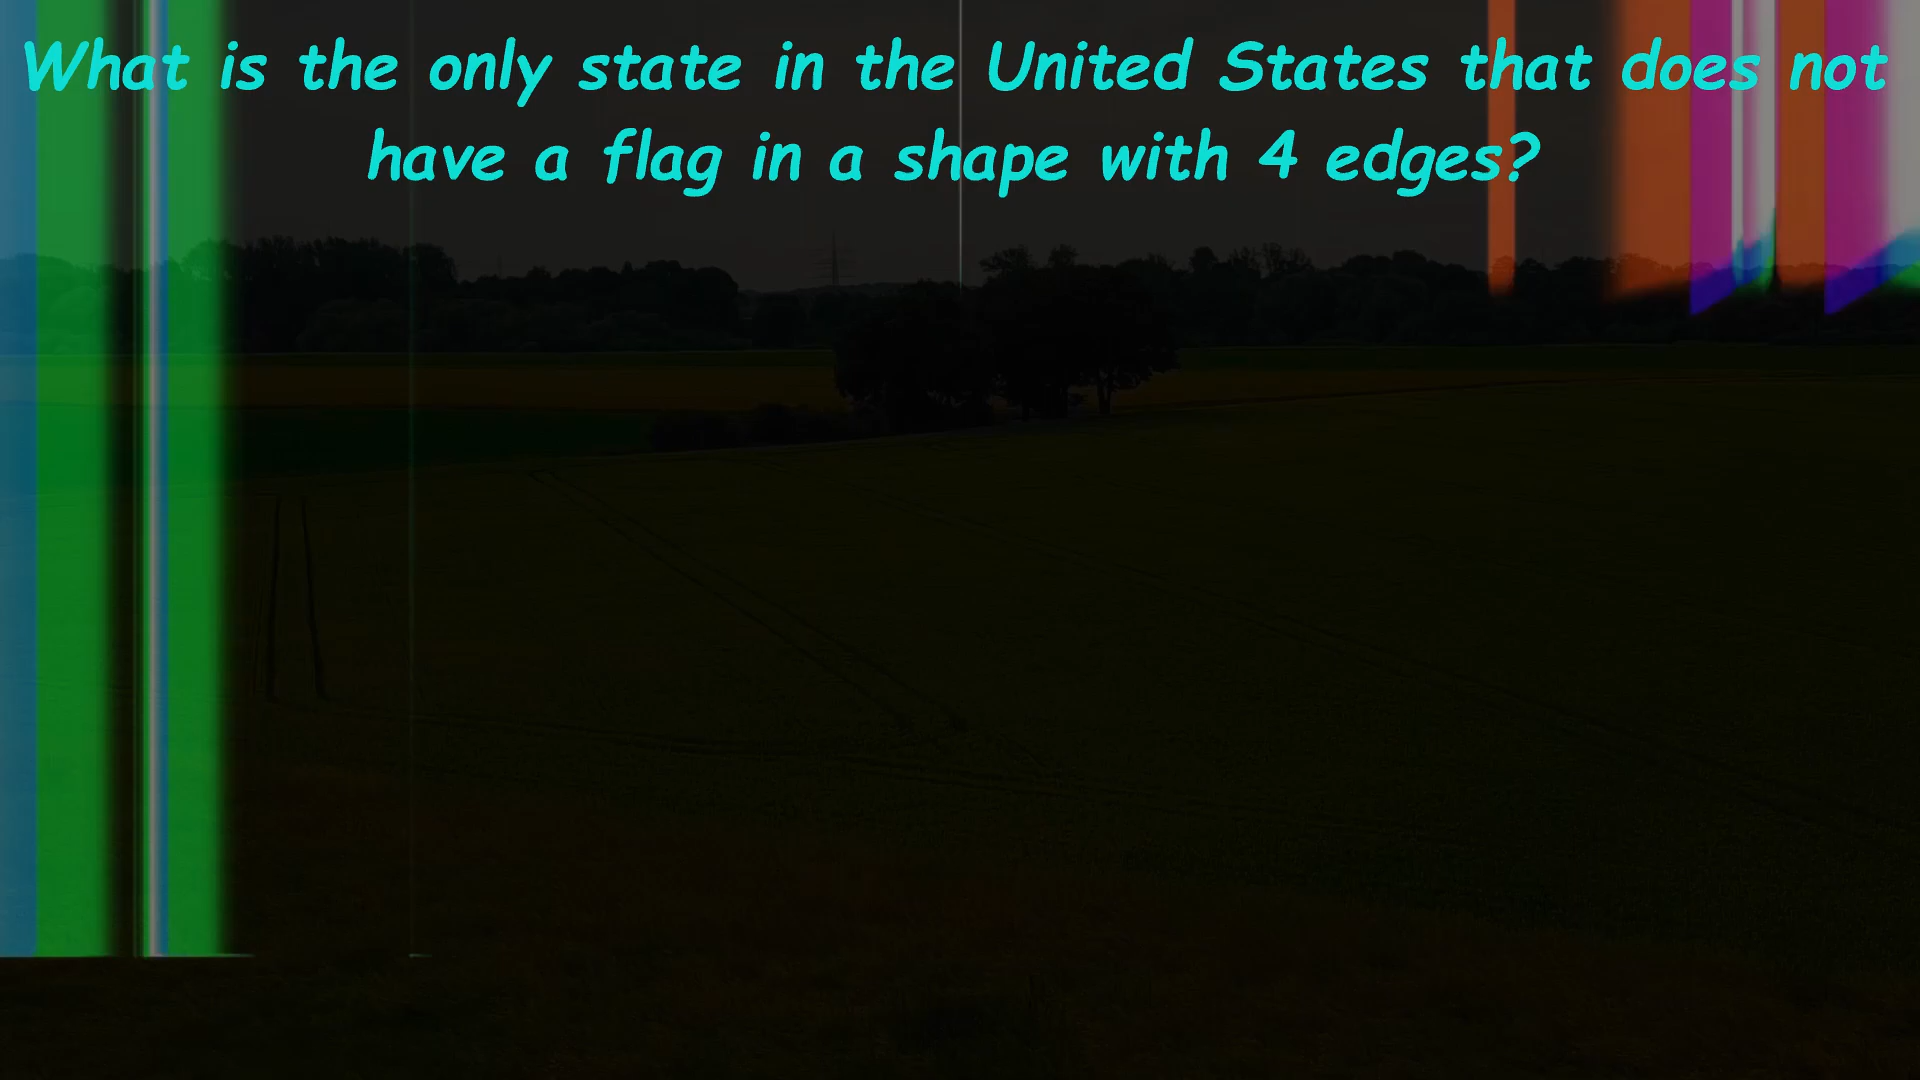 What is the only state in the United States that does not
have a flag in a shape with 4 edges?